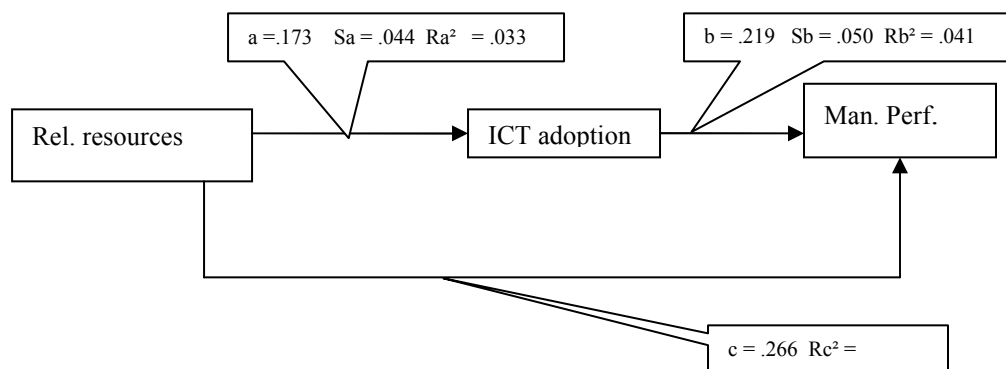 a =.173 Sa = .044 Ra² = .033
b = .219 Sb = .050 Rb² = .041
Rel. resources
ICT adoption
Man. Perf.
c = .266 Rc² =